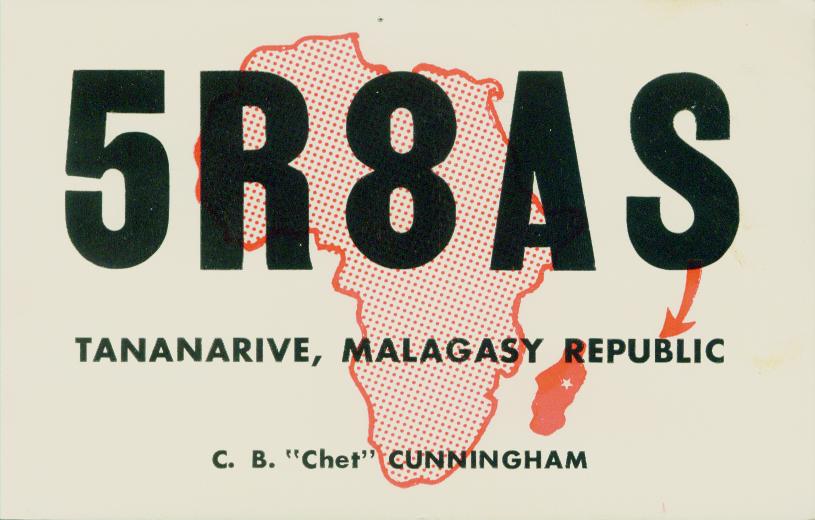 5R8AS
TANANARIVE, MALAGASY REPUBLIC
C. B. "Chet" CUNNINGHAM